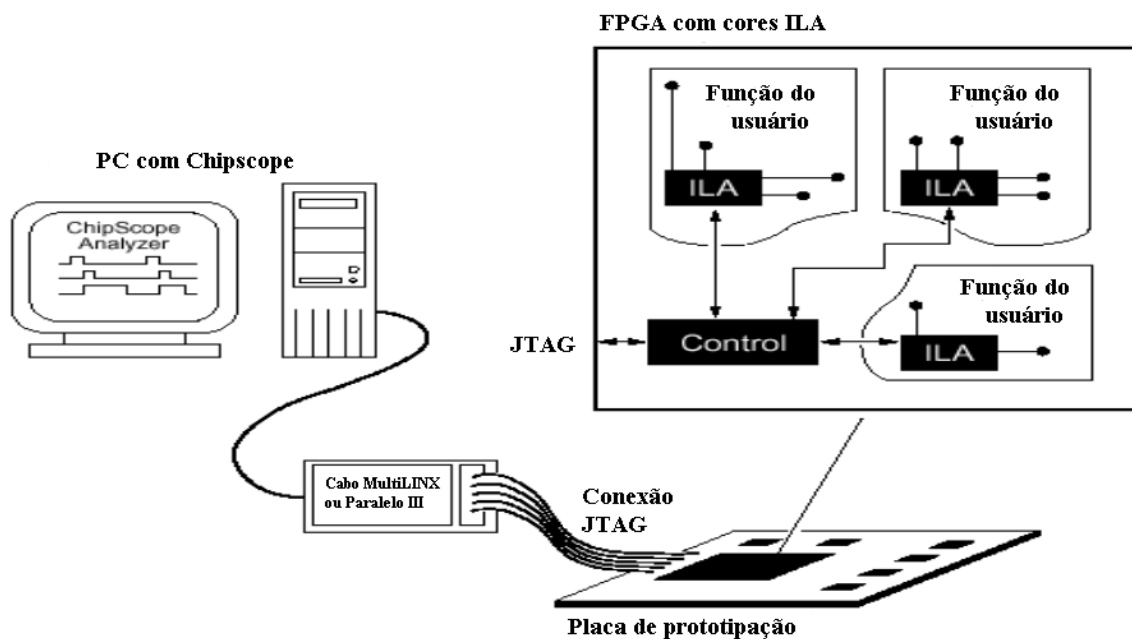 FPGA com cores ILA
Função do
usuário
Função do
usuário
PC com Chipscope
ILA
ILA
ChipScope
Analyzer
Função do
usuário
JTAG
Control
ILA
Cabo MultiLINX
ou Paralelo III
Conexão
JTAG
Placa de prototipação